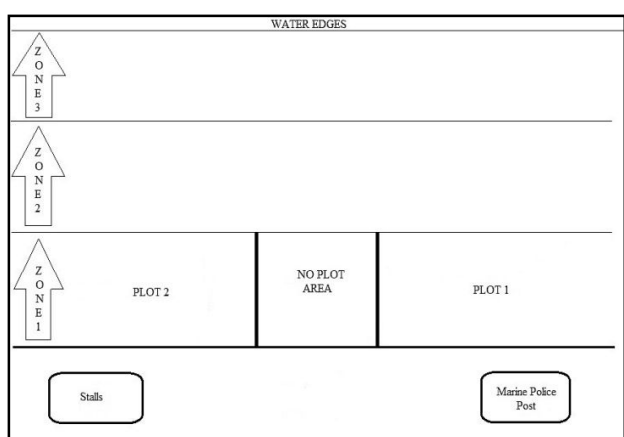 WATER EDGES
Z
O
N
E
3
Z
O
N
E
2
Z
O
N
E
1
PLOT 2
NO PLOT
AREA
PLOT 1
Stalls
Marine Police
Post